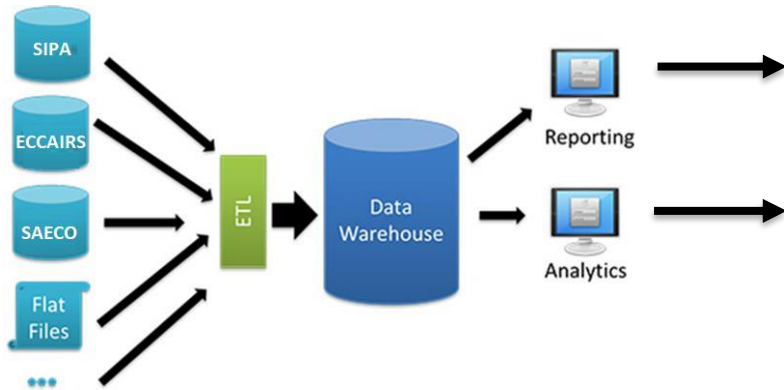 SIPA
ECCAIRS
SAECO
Flat
Files
ETL
Data
Warehouse
Reporting
Analytics